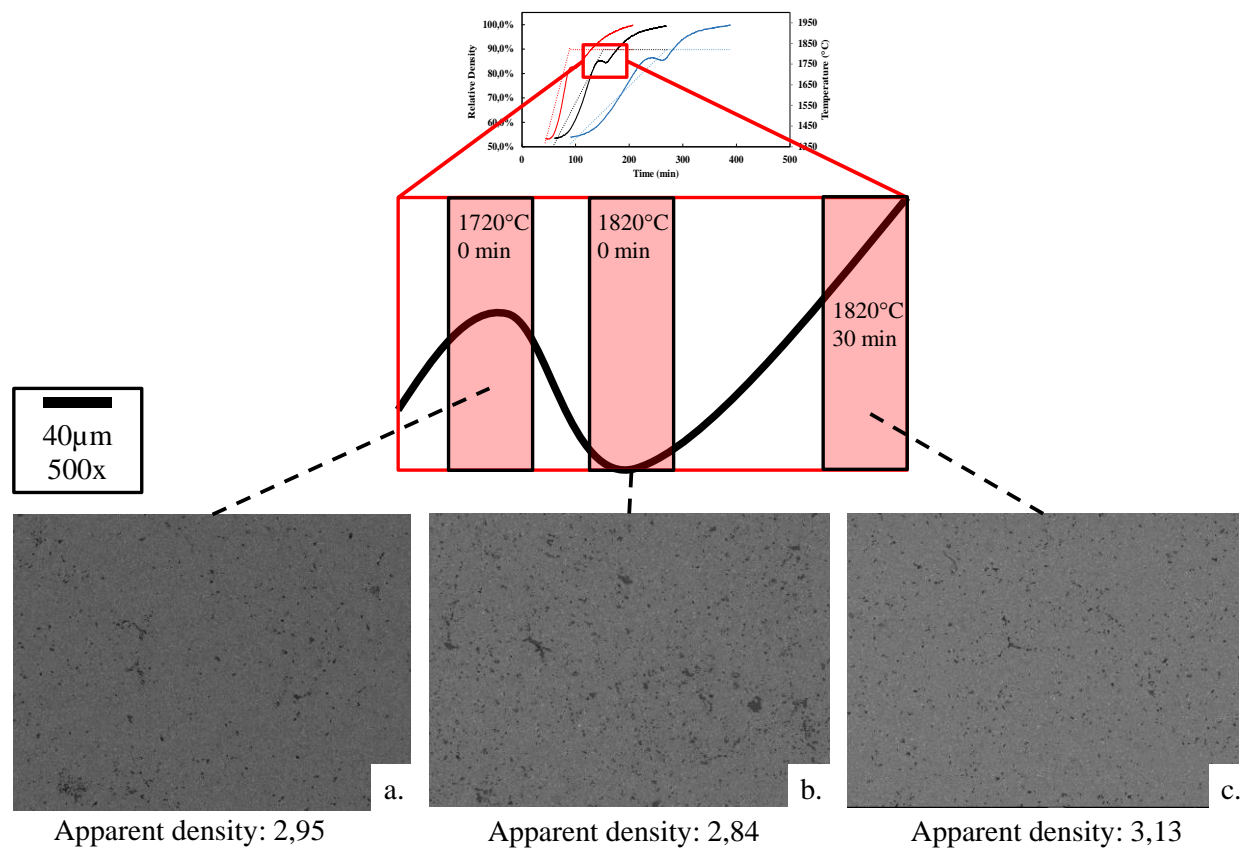 100,0%
90,0%
80,0%
70,0%
60,0%
50,0%
Relative Density
1950
1850
1750
1650
1550
1450
1350
Temperature (°C)
0
100
200
300
400
500
Time (min)
1720°C
0 min
1820°C
0 min
1820°C
30 min
40µm
500x
a.
b.
c.
Apparent density: 2,95
Apparent density: 2,84
Apparent density: 3,13